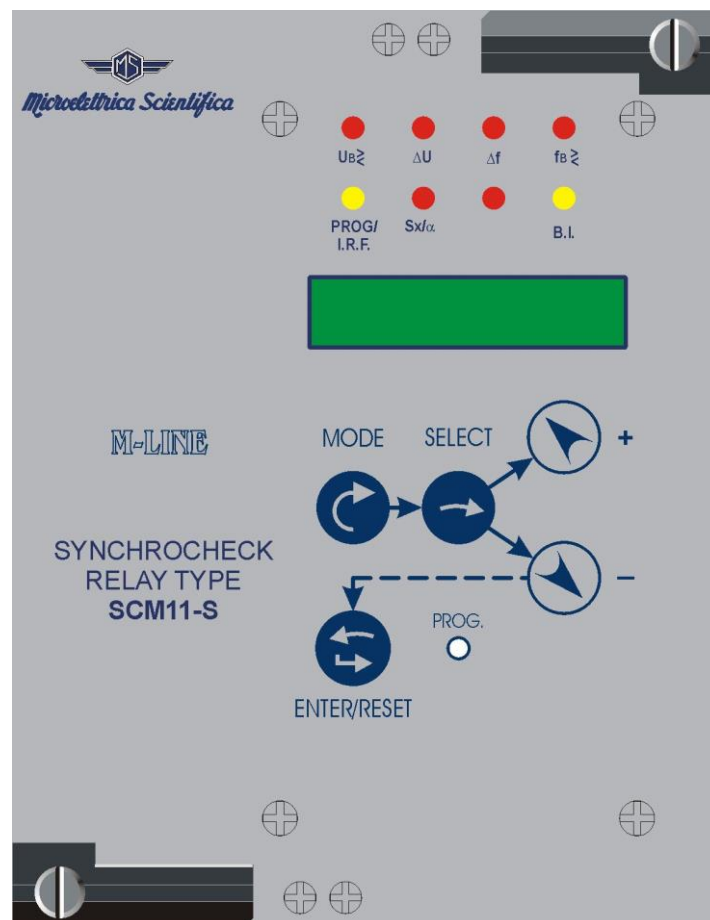 MS
Microelettrica Scientifica
UB≷ ΔU Δf fB≷
PROG/ I.R.F. Sx/α B.I.
M-LINE
MODE SELECT
+
SYNCHROCHECK
RELAY TYPE
SCM11-S
–
PROG.
ENTER/RESET